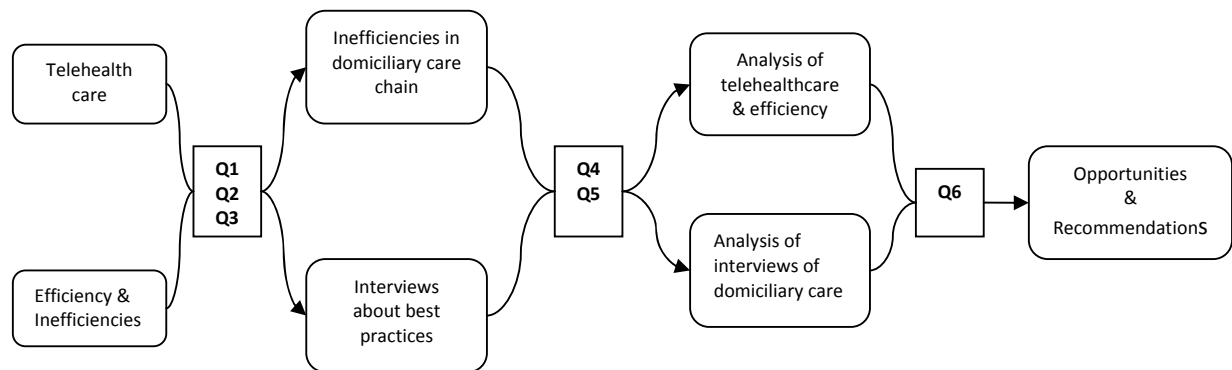 Telehealth
care
Efficiency &
Inefficiencies
Q1
Q2
Q3
Inefficiencies in
domiciliary care
chain
Interviews
about best
practices
Q4
Q5
Analysis of
telehealthcare
& efficiency
Analysis of
interviews of
domiciliary care
Q6
Opportunities
&
Recommendations